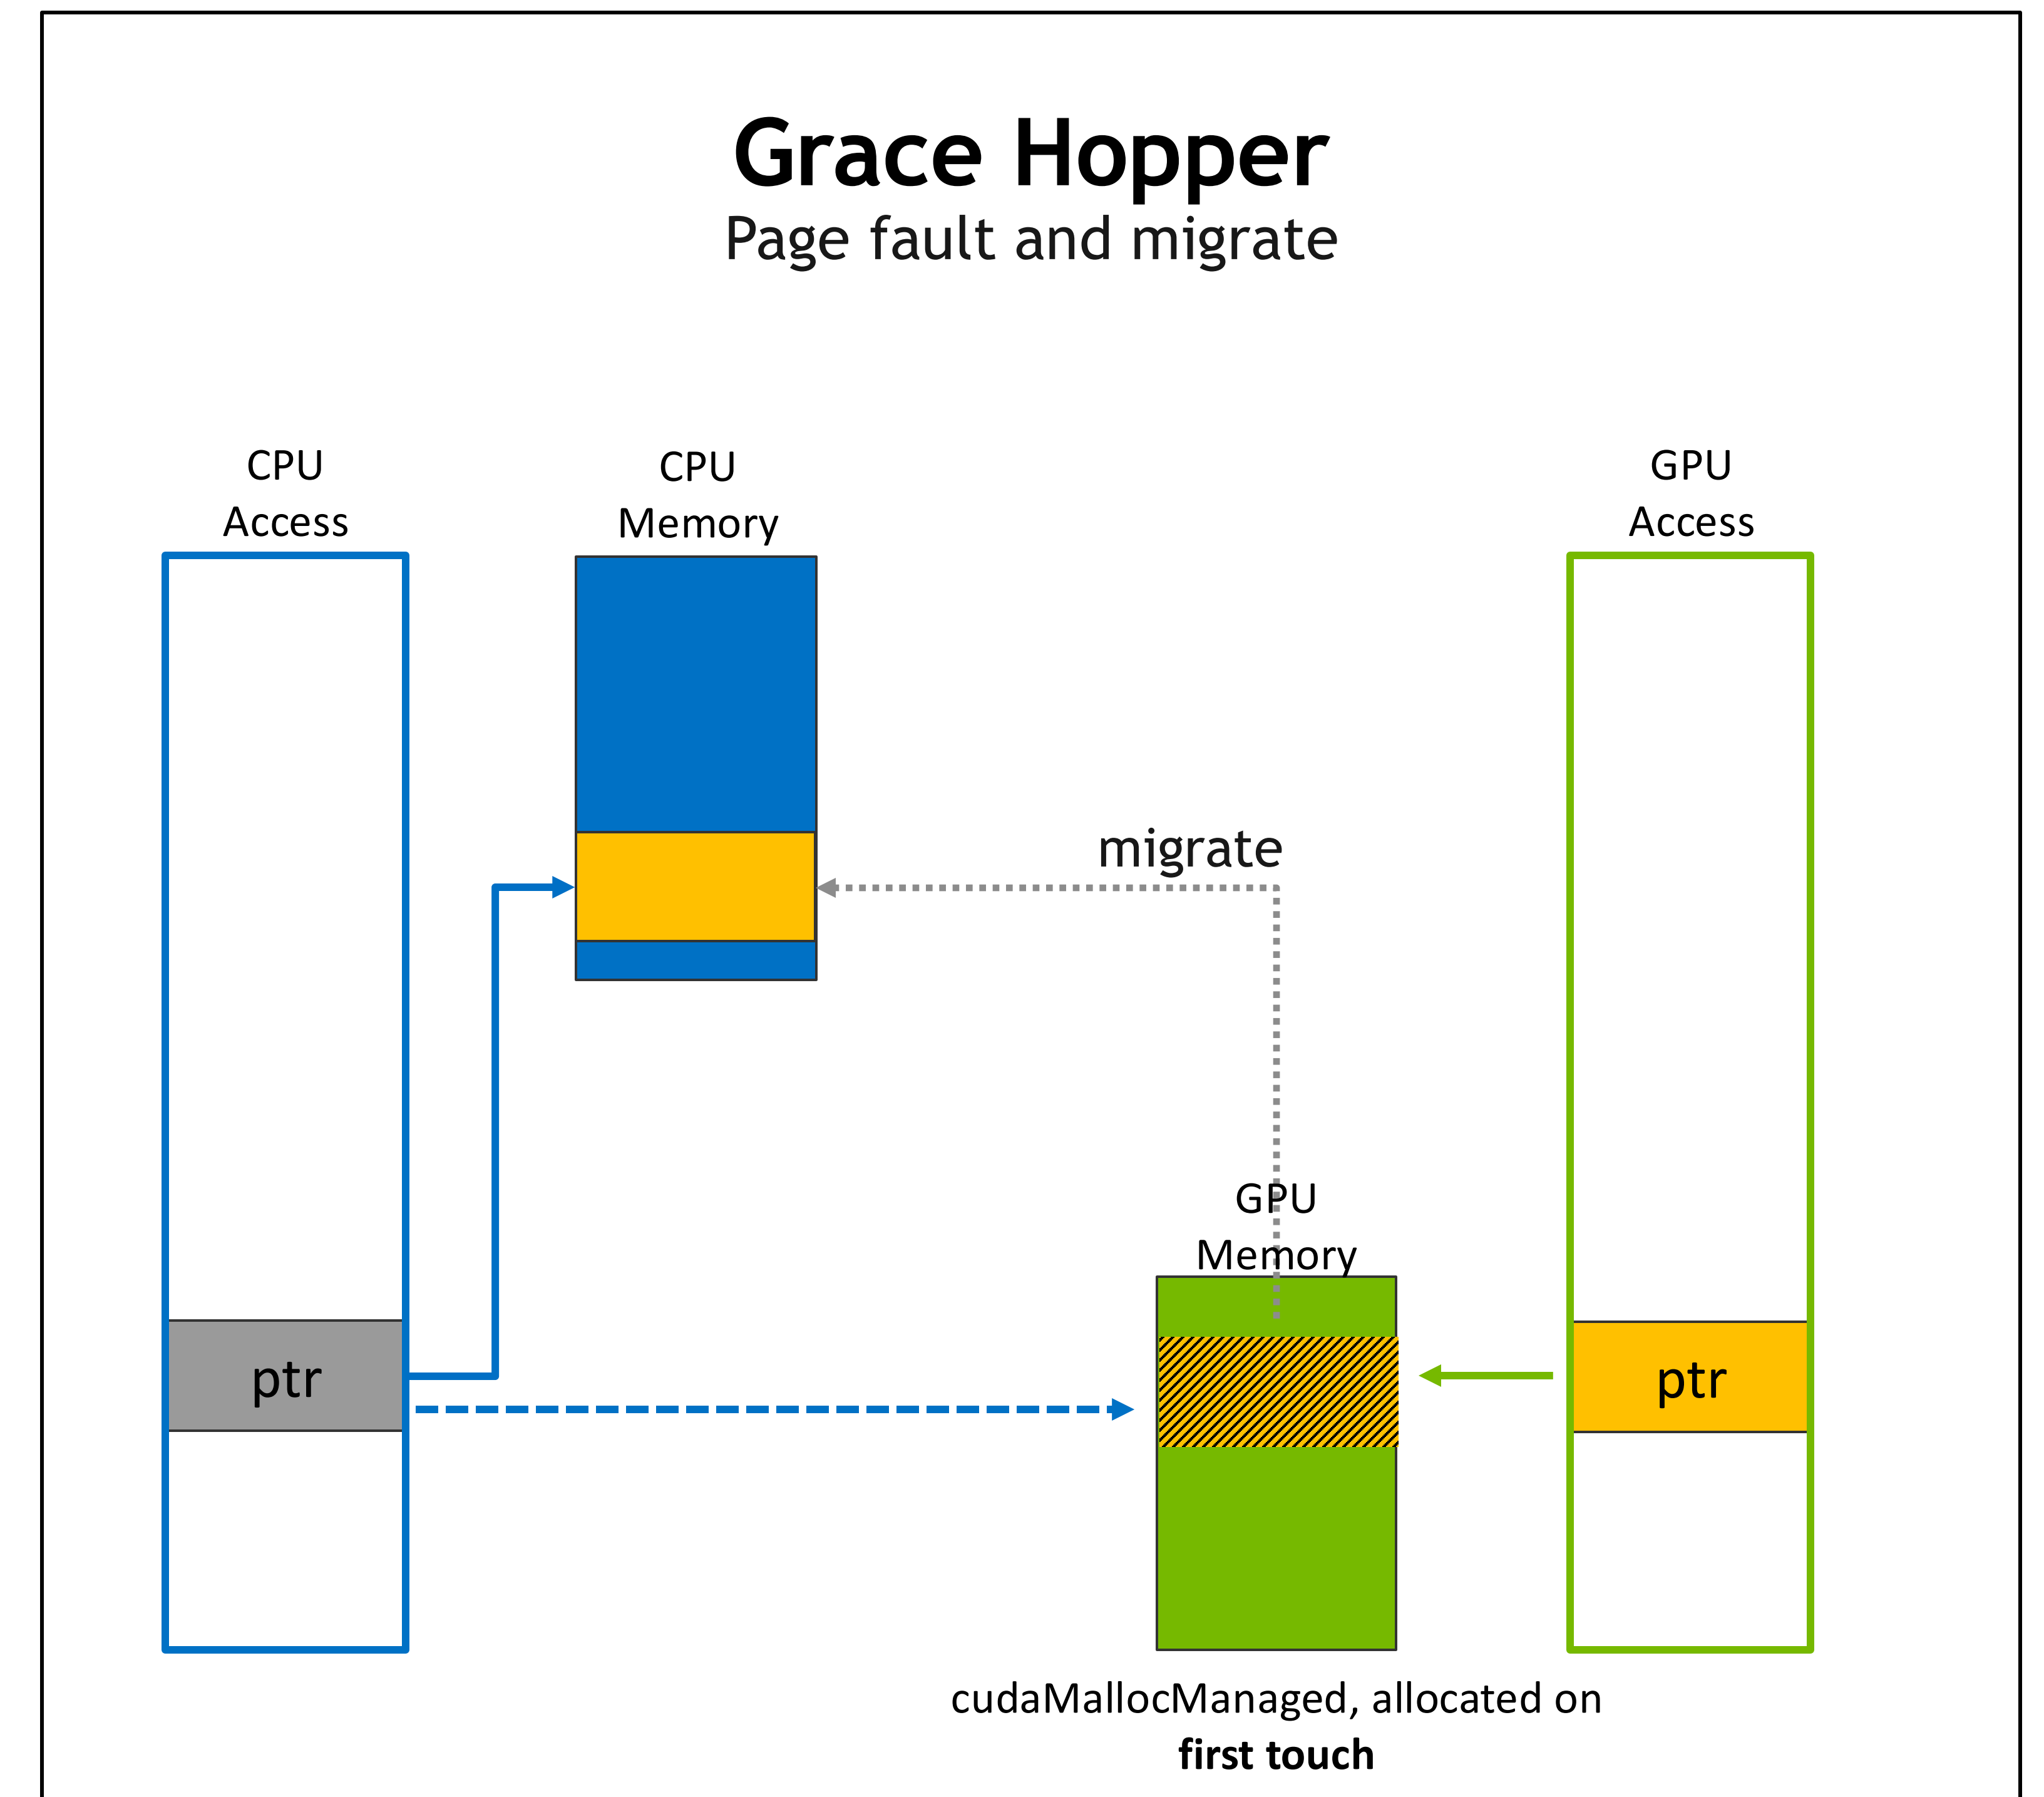 Grace Hopper
Page fault and migrate
CPU
Access
CPU
Memory
GPU
Access
migrate
GPU
Memory
ptr
ptr
cudaMallocManaged, allocated on
first touch